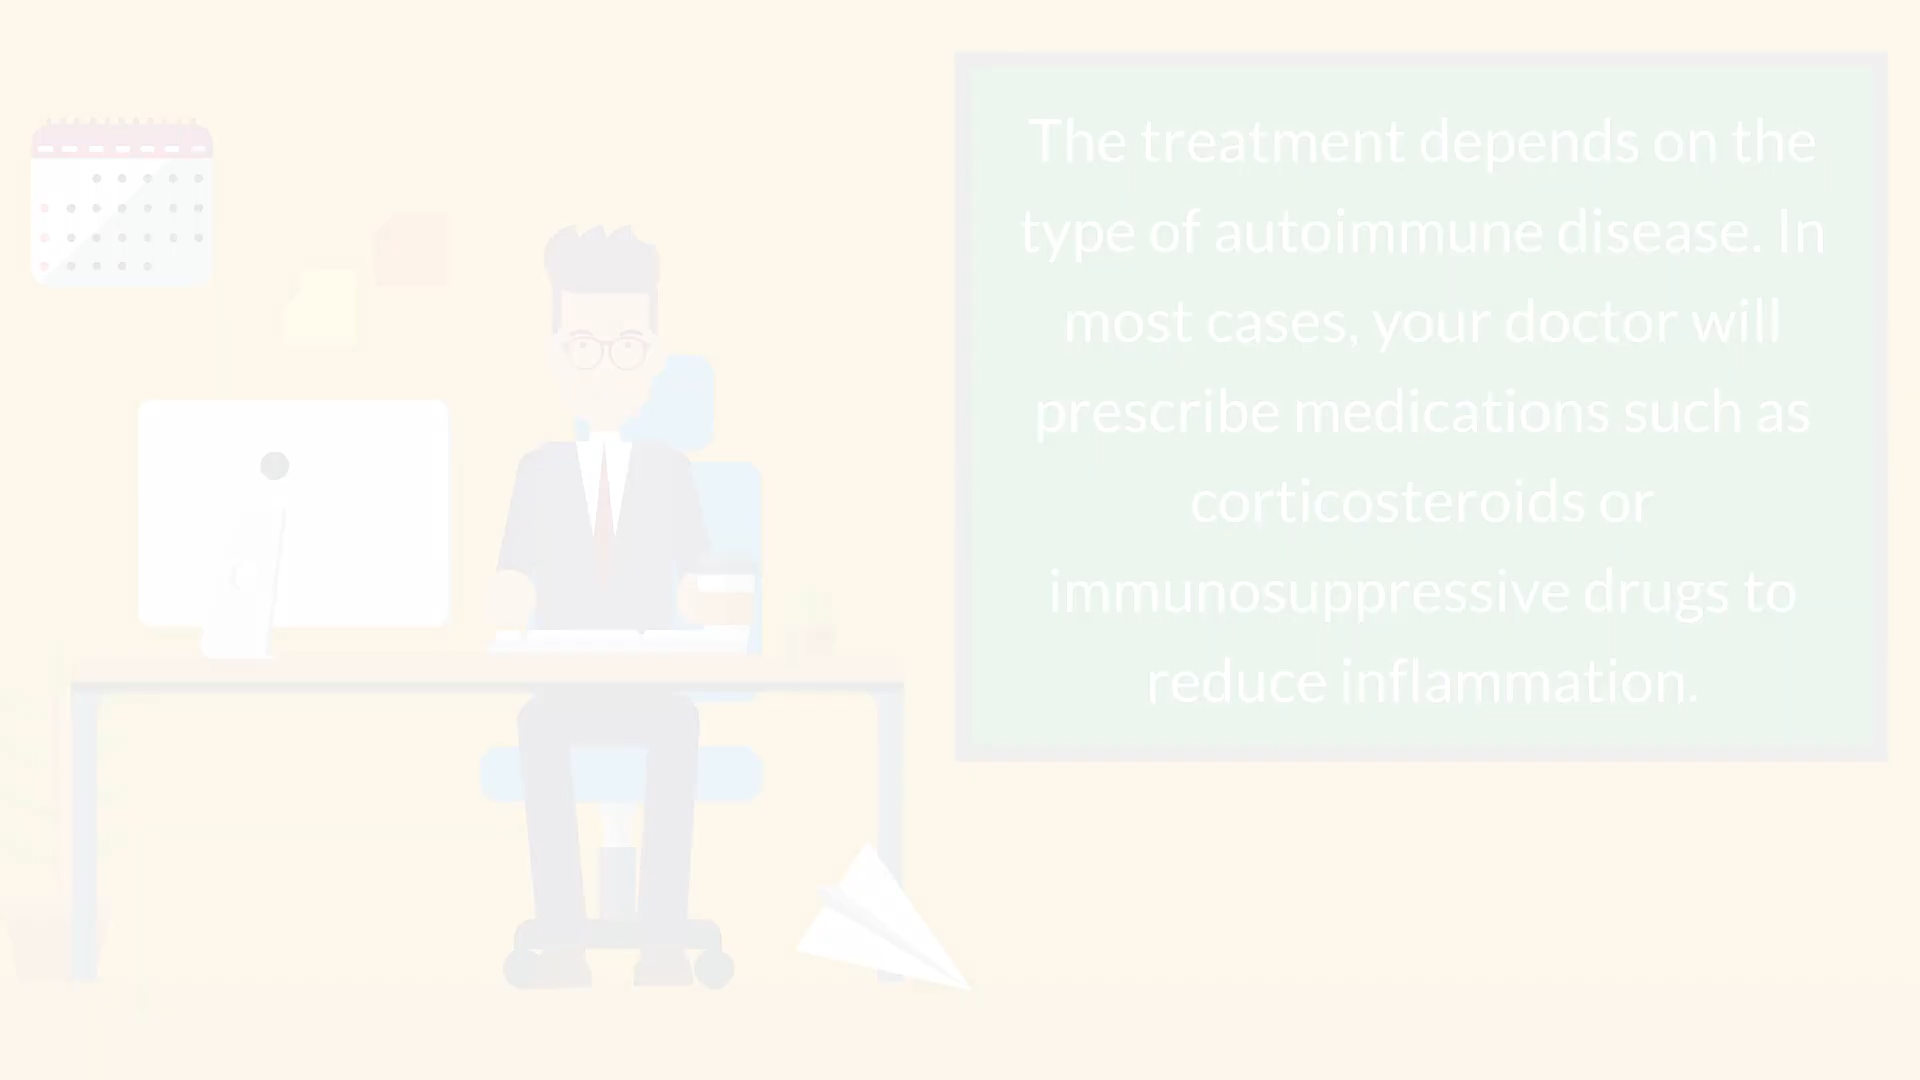 The treatment depends on the
type of autoimmune disease. In
most cases, your doctor will
prescribe medications such as
corticosteroids or
immunosuppressive drugs to
reduce inflammation.